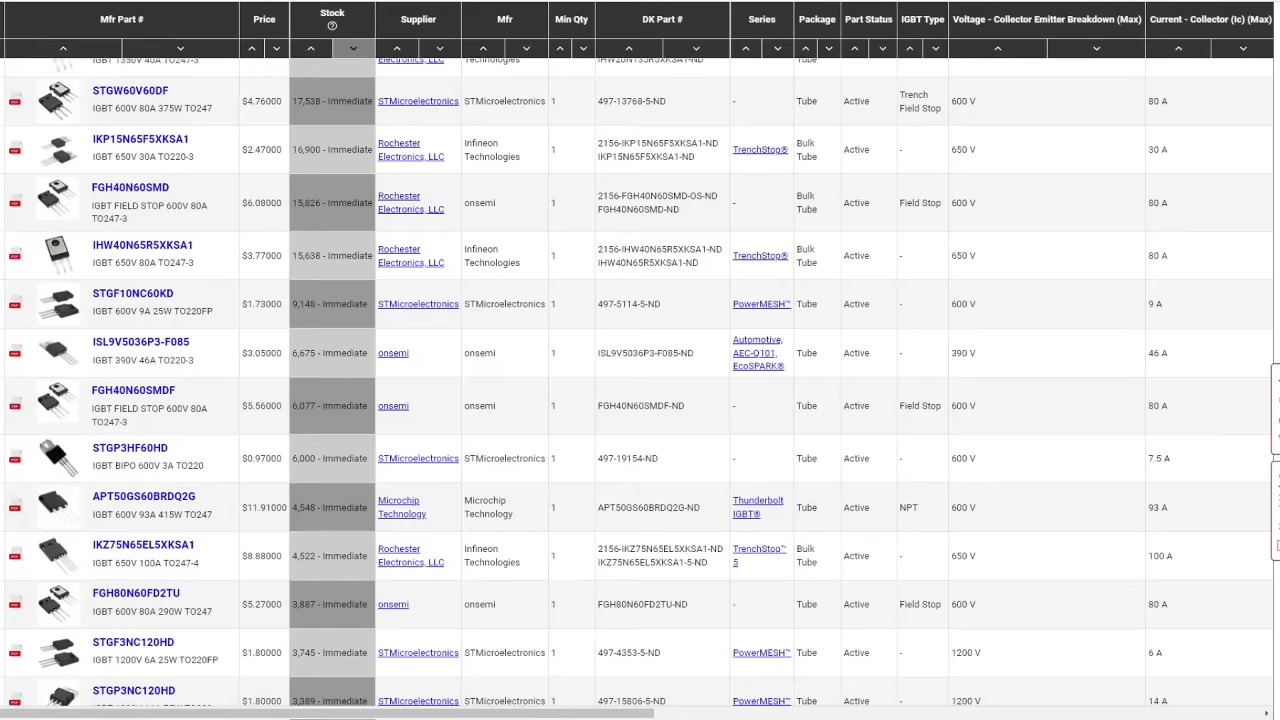 Mfr Part # Price Stock Supplier Mfr Min Qty DK Part # Series Package Part Status IGBT Type Voltage - Collector Emitter Breakdown (Max) Current - Collector (Ic) (Max)
IGBT 1350V 40A TO247-3 Electronics, LLC Technologies IHW20N135R5XKSA1-ND Tube
STGW60V60DF
IGBT 600V 80A 375W TO247 $4.76000 17,538 - Immediate STMicroelectronics STMicroelectronics 1 497-13768-5-ND - Tube Active Trench Field Stop 600 V 80 A
IKP15N65F5XKSA1
IGBT 650V 30A TO220-3 $2.47000 16,900 - Immediate Rochester Electronics, LLC Infineon Technologies 1 2156-IKP15N65F5XKSA1-ND IKP15N65F5XKSA1-ND TrenchStop® Bulk Tube Active - 650 V 30 A
FGH40N60SMD
IGBT FIELD STOP 600V 80A TO247-3 $6.08000 15,826 - Immediate Rochester Electronics, LLC onsemi 1 2156-FGH40N60SMD-OS-ND FGH40N60SMD-ND - Bulk Tube Active Field Stop 600 V 80 A
IHW40N65R5XKSA1
IGBT 650V 80A TO247-3 $3.77000 15,638 - Immediate Rochester Electronics, LLC Infineon Technologies 1 2156-IHW40N65R5XKSA1-ND IHW40N65R5XKSA1-ND TrenchStop® Bulk Tube Active - 650 V 80 A
STGF10NC60KD
IGBT 600V 9A 25W TO220FP $1.73000 9,148 - Immediate STMicroelectronics STMicroelectronics 1 497-5114-5-ND PowerMESH™ Tube Active - 600 V 9 A
ISL9V5036P3-F085
IGBT 390V 46A TO220-3 $3.05000 6,675 - Immediate onsemi onsemi 1 ISL9V5036P3-F085-ND Automotive, AEC-Q101, EcoSPARK® Tube Active - 390 V 46 A
FGH40N60SMDF
IGBT FIELD STOP 600V 80A TO247-3 $5.56000 6,077 - Immediate onsemi onsemi 1 FGH40N60SMDF-ND - Tube Active Field Stop 600 V 80 A
STGP3HF60HD
IGBT BIPO 600V 3A TO220 $0.97000 6,000 - Immediate STMicroelectronics STMicroelectronics 1 497-19154-ND - Tube Active - 600 V 7.5 A
APT50GS60BRDQ2G
IGBT 600V 93A 415W TO247 $11.91000 4,548 - Immediate Microchip Technology Microchip Technology 1 APT50GS60BRDQ2G-ND Thunderbolt IGBT® Tube Active NPT 600 V 93 A
IKZ75N65EL5XKSA1
IGBT 650V 100A TO247-4 $8.88000 4,522 - Immediate Rochester Electronics, LLC Infineon Technologies 1 2156-IKZ75N65EL5XKSA1-ND IKZ75N65EL5XKSA1-5-ND TrenchStop™ 5 Bulk Tube Active - 650 V 100 A
FGH80N60FD2TU
IGBT 600V 80A 290W TO247 $5.27000 3,887 - Immediate onsemi onsemi 1 FGH80N60FD2TU-ND - Tube Active Field Stop 600 V 80 A
STGF3NC120HD
IGBT 1200V 6A 25W TO220FP $1.80000 3,745 - Immediate STMicroelectronics STMicroelectronics 1 497-4353-5-ND PowerMESH™ Tube Active - 1200 V 6 A
STGP3NC120HD
$1.80000 3,389 - Immediate STMicroelectronics STMicroelectronics 1 497-15806-5-ND PowerMESH™ Tube Active - 1200 V 14 A